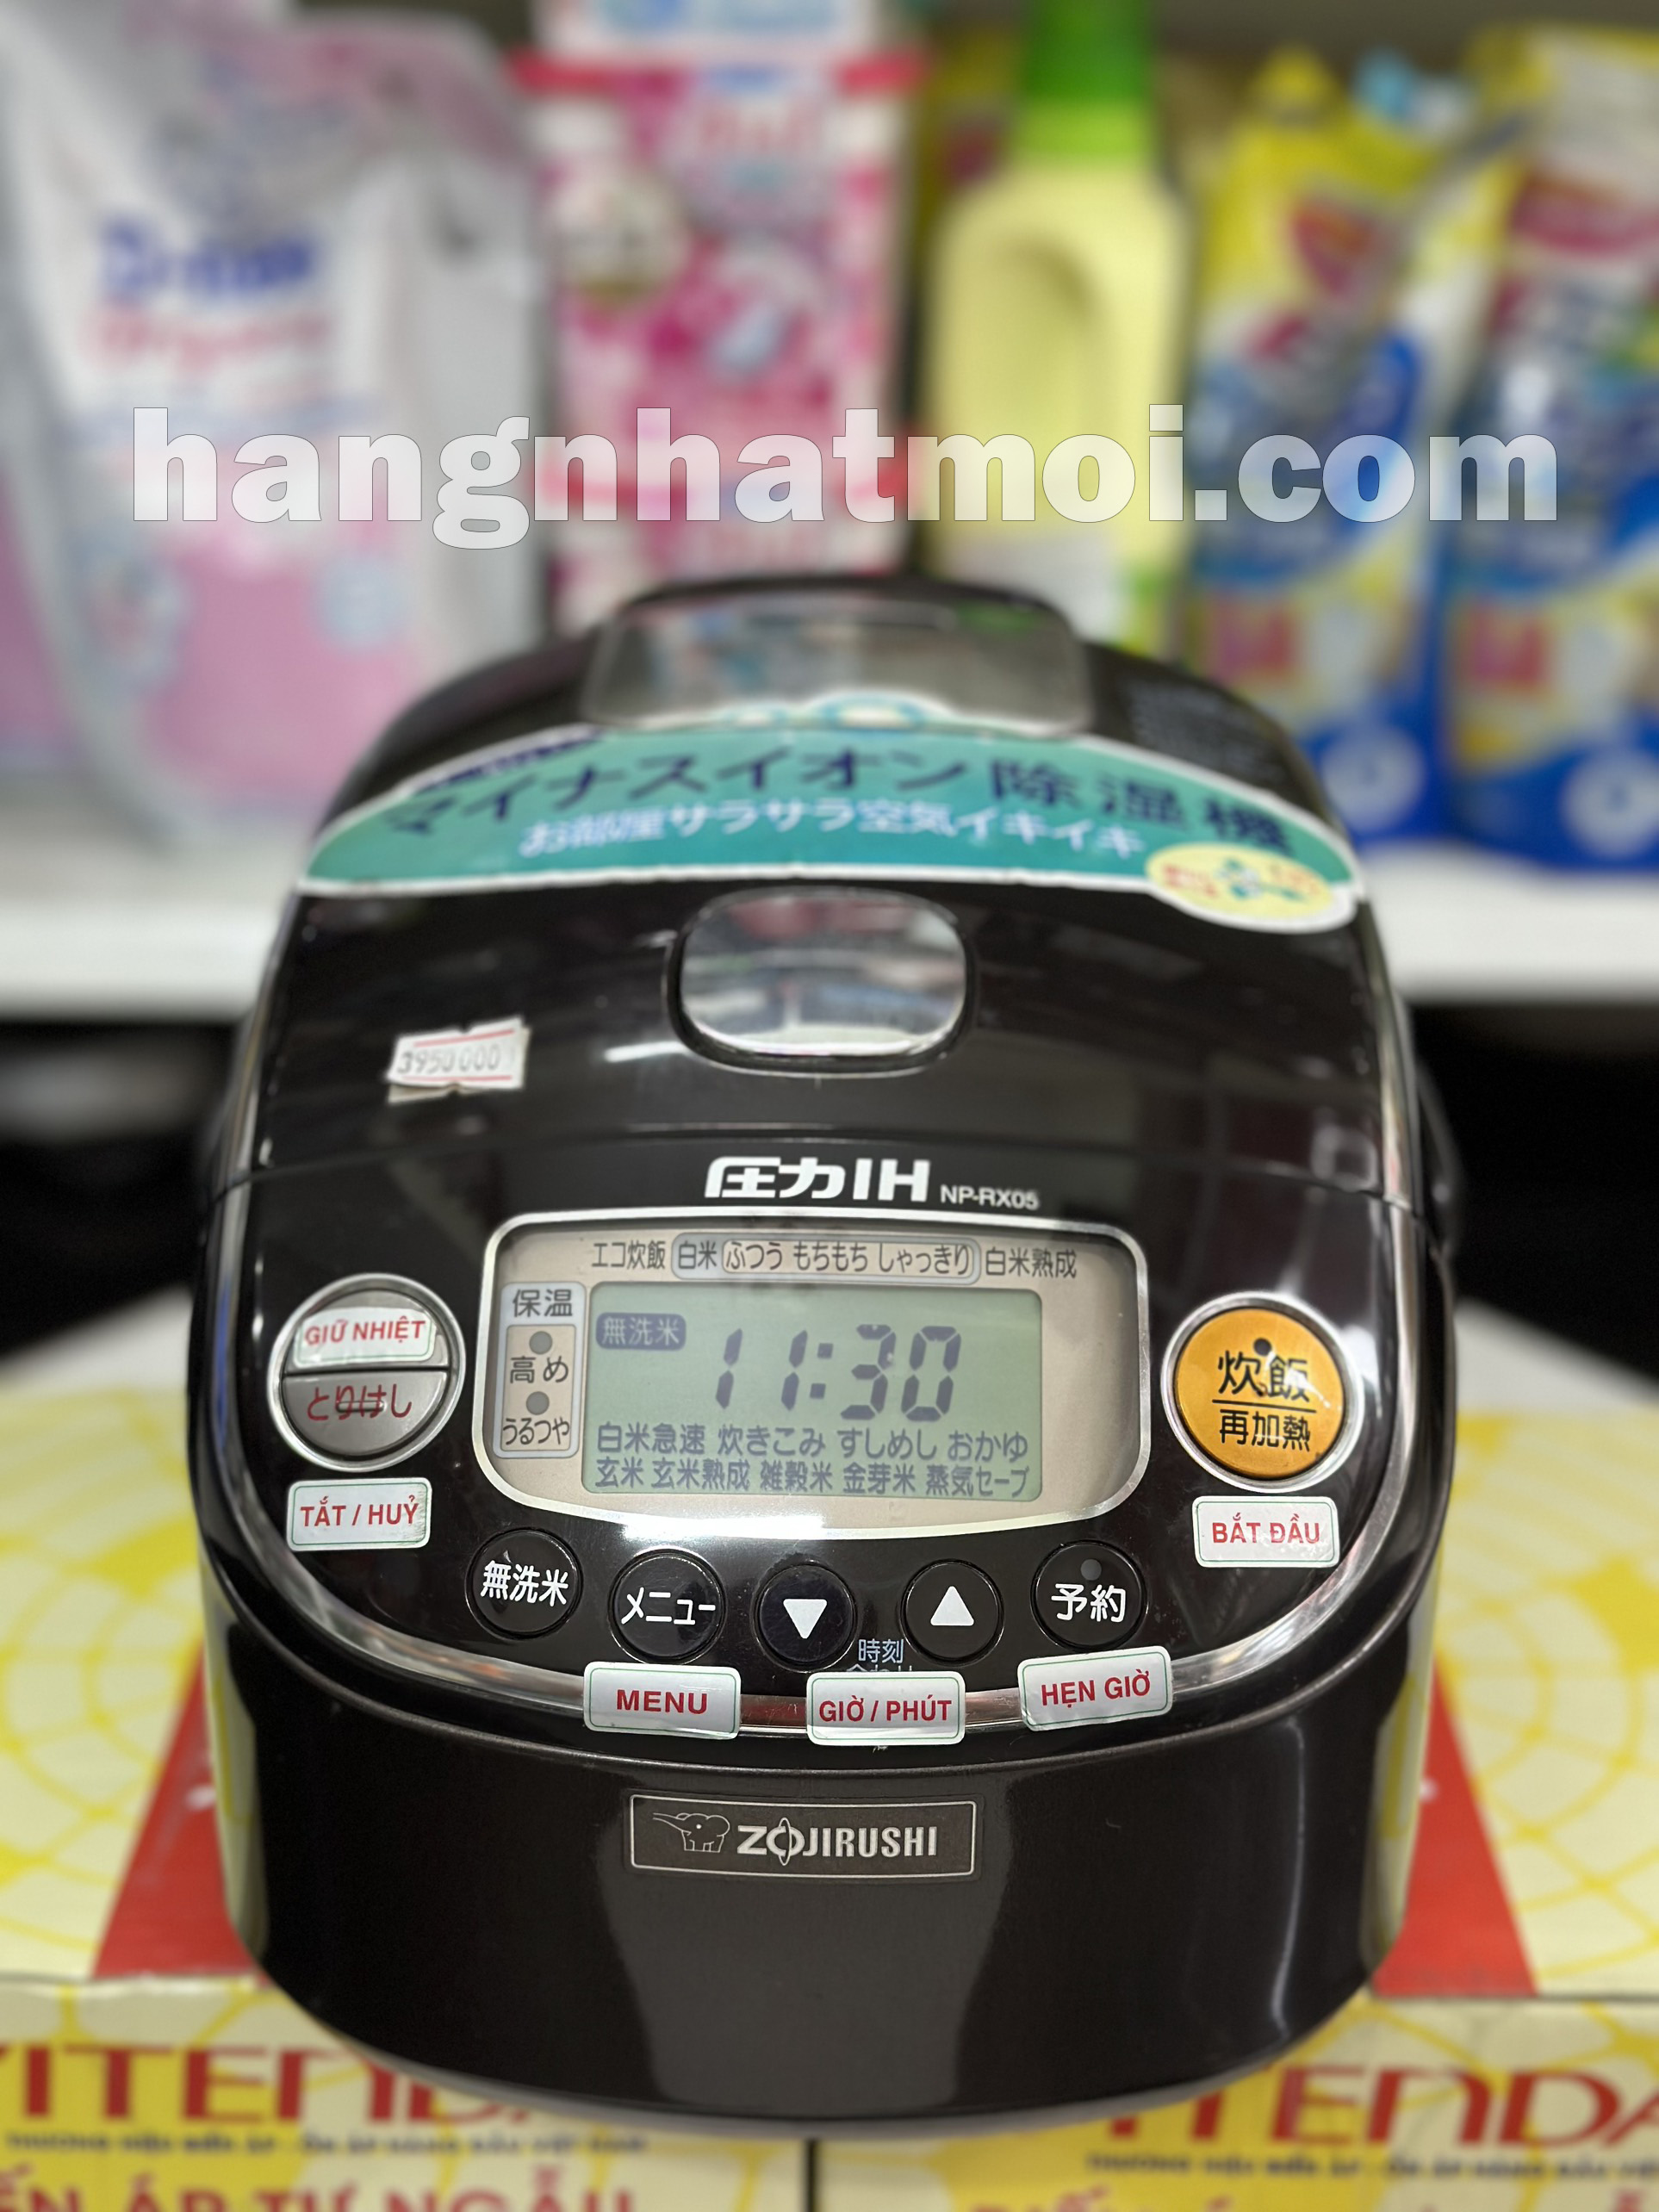 hangnhatmoi.com
マイナスイオン除湿機
お部屋サラサラ空気イキイキ
3950000
圧力IH NP-RX05
エコ炊飯 白米 ふつう もちもち しゃっきり 白米熟成
保温
高め
うるつや
無洗米
11:30
白米急速 炊きこみ すしめし おかゆ
玄米 玄米熟成 雑穀米 金芽米 蒸気セーブ
GIỮ NHIỆT
とりけし
TẮT / HUỶ
炊飯
再加熱
BẮT ĐẦU
無洗米
メニュー
▼
▲
予約
時刻
MENU
GIỜ / PHÚT
HẸN GIỜ
ZOJIRUSHI